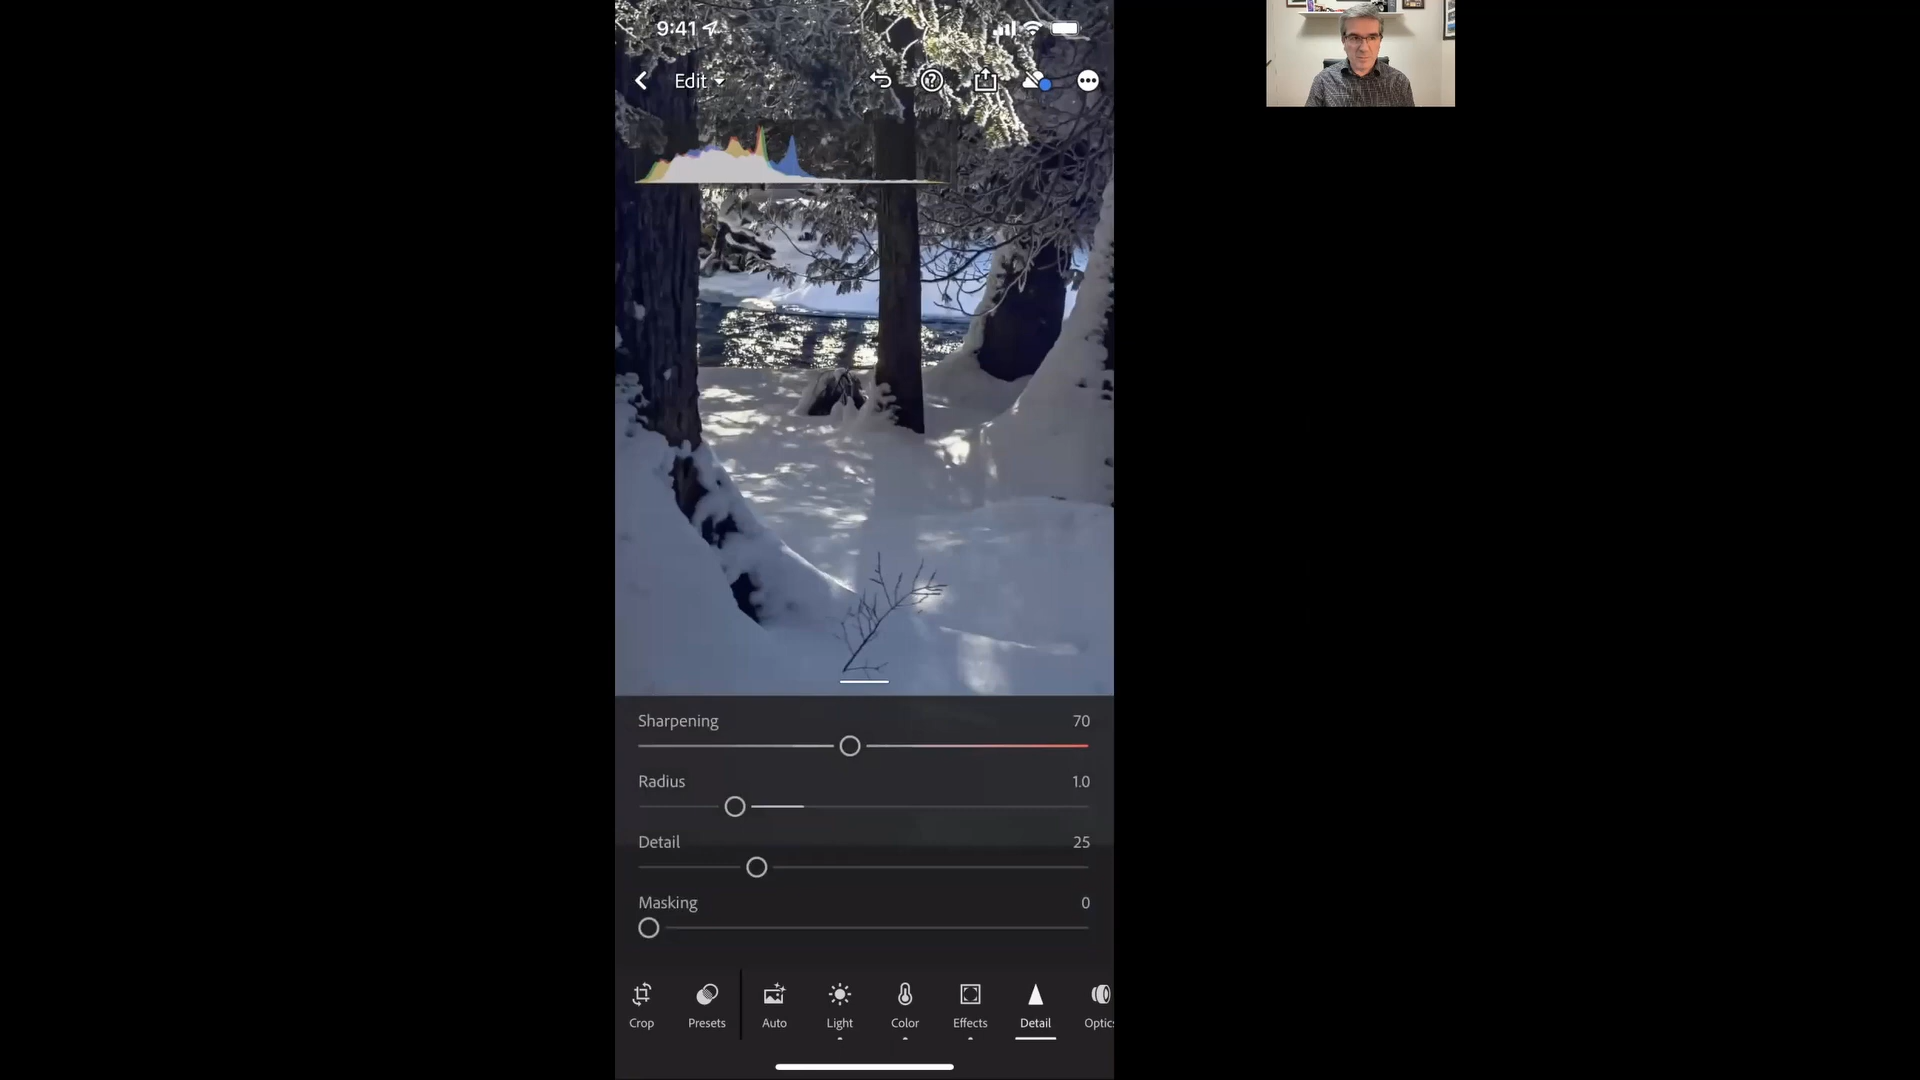 9:41
Edit
Sharpening 70
Radius 1.0
Detail 25
Masking 0
Crop Presets Auto Light Color Effects Detail Optics